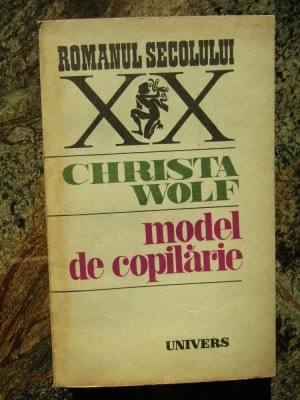 ROMANUL SECOLULUI
XX
CHRISTA
WOLF
model
de copilărie
UNIVERS